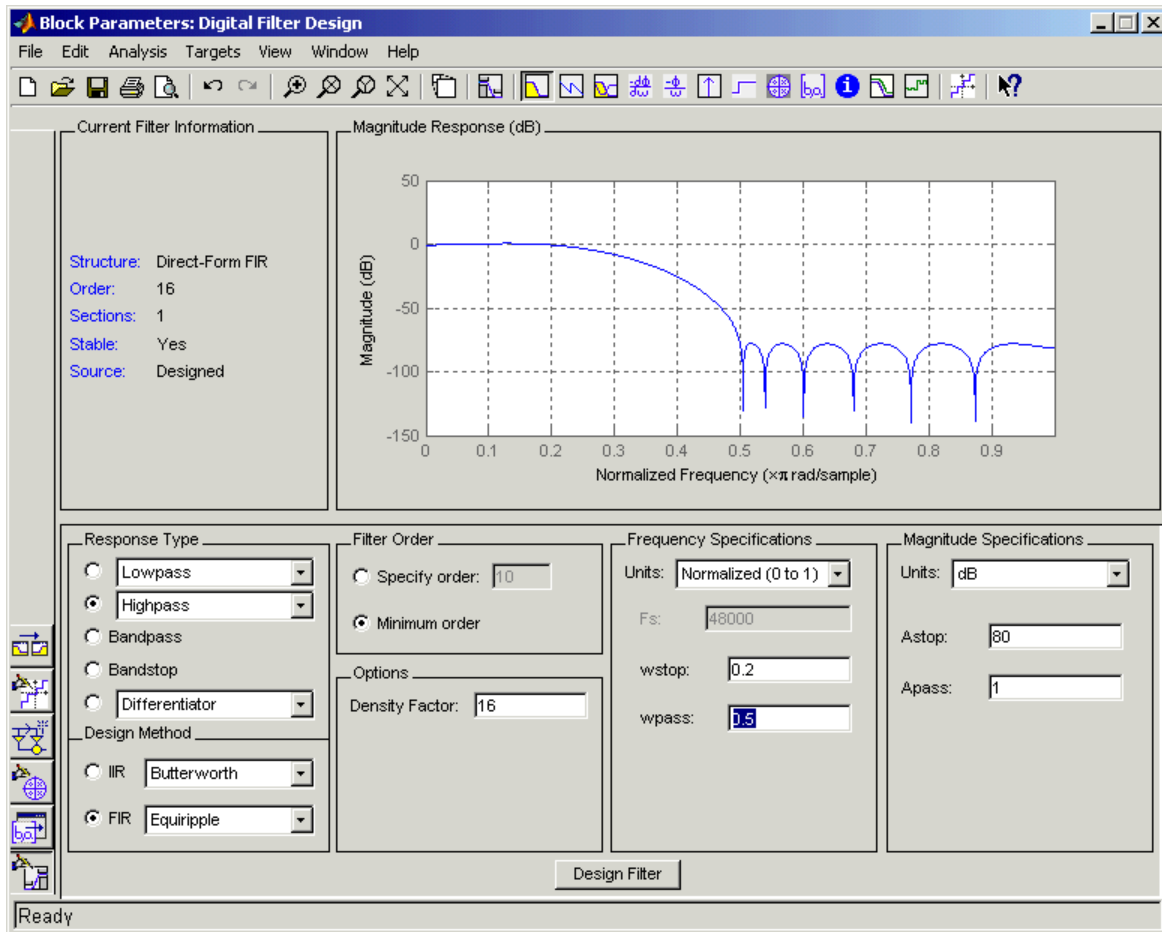 Block Parameters: Digital Filter Design
File Edit Analysis Targets View Window Help
[b,a]
Current Filter Information
Structure: Direct-Form FIR
Order: 16
Sections: 1
Stable: Yes
Source: Designed
Magnitude Response (dB)
50
0
-50
-100
-150
Magnitude (dB)
0 0.1 0.2 0.3 0.4 0.5 0.6 0.7 0.8 0.9
Normalized Frequency (×π rad/sample)
Response Type
Lowpass
Highpass
Bandpass
Bandstop
Differentiator
Design Method
IIR Butterworth
FIR Equiripple
Filter Order
Specify order: 10
Minimum order
Options
Density Factor: 16
Frequency Specifications
Units: Normalized (0 to 1)
Fs: 48000
wstop: 0.2
wpass: 0.5
Magnitude Specifications
Units: dB
Astop: 80
Apass: 1
[b,a]
Design Filter
Ready